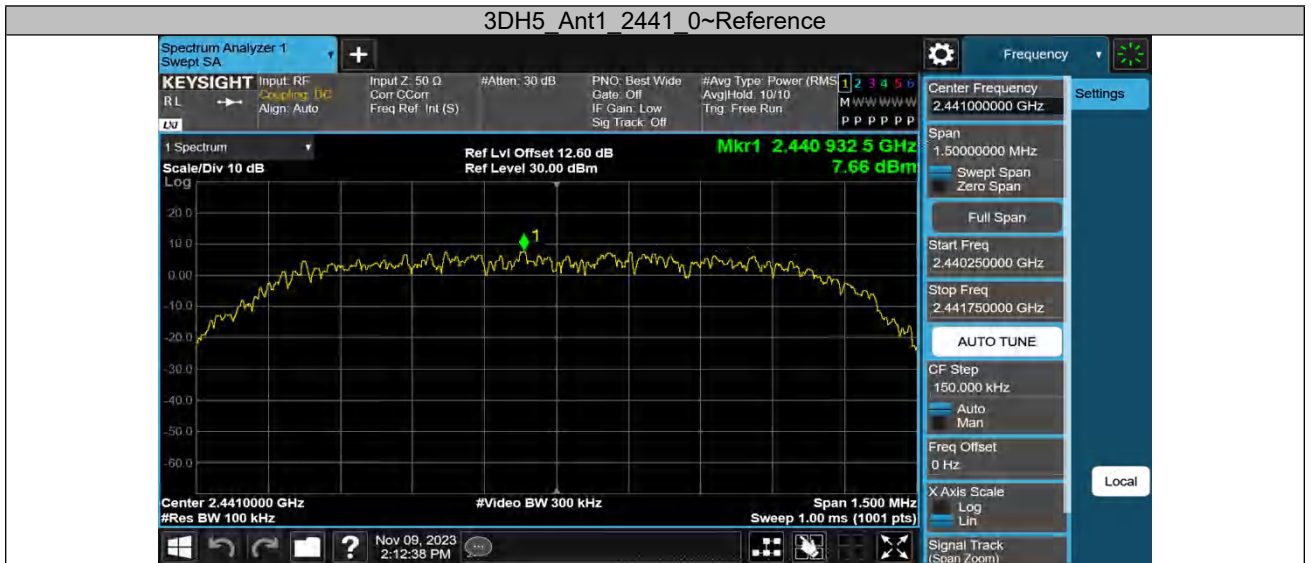 3DH5_Ant1_2441_0~Reference
Spectrum Analyzer 1
Swept SA
+
Frequency
KEYSIGHT
RL
LXI
Input: RF
Coupling: DC
Align: Auto
Input Z: 50 Ω
Corr CCorr
Freq Ref: Int (S)
#Atten: 30 dB
PNO: Best Wide
Gate: Off
IF Gain: Low
Sig Track: Off
#Avg Type: Power (RMS
Avg|Hold: 10/10
Trig: Free Run
1 2 3 4 5 6
M W W W W W
P P P P P P
1 Spectrum
Scale/Div 10 dB
Ref Lvl Offset 12.60 dB
Ref Level 30.00 dBm
Mkr1 2.440 932 5 GHz
7.66 dBm
Log
20.0
10.0
0.00
-10.0
-20.0
-30.0
-40.0
-50.0
-60.0
1
Center 2.4410000 GHz
#Res BW 100 kHz
#Video BW 300 kHz
Span 1.500 MHz
Sweep 1.00 ms (1001 pts)
Center Frequency
2.441000000 GHz
Settings
Span
1.50000000 MHz
Swept Span
Zero Span
Full Span
Start Freq
2.440250000 GHz
Stop Freq
2.441750000 GHz
AUTO TUNE
CF Step
150.000 kHz
Auto
Man
Freq Offset
0 Hz
X Axis Scale
Log
Lin
Local
Signal Track
(Span Zoom)
?
Nov 09, 2023
2:12:38 PM